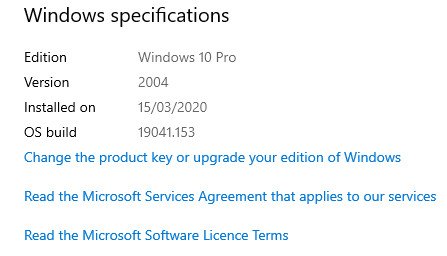 Windows specifications
Edition Windows 10 Pro
Version 2004
Installed on 15/03/2020
OS build 19041.153
Change the product key or upgrade your edition of Windows
Read the Microsoft Services Agreement that applies to our services
Read the Microsoft Software Licence Terms